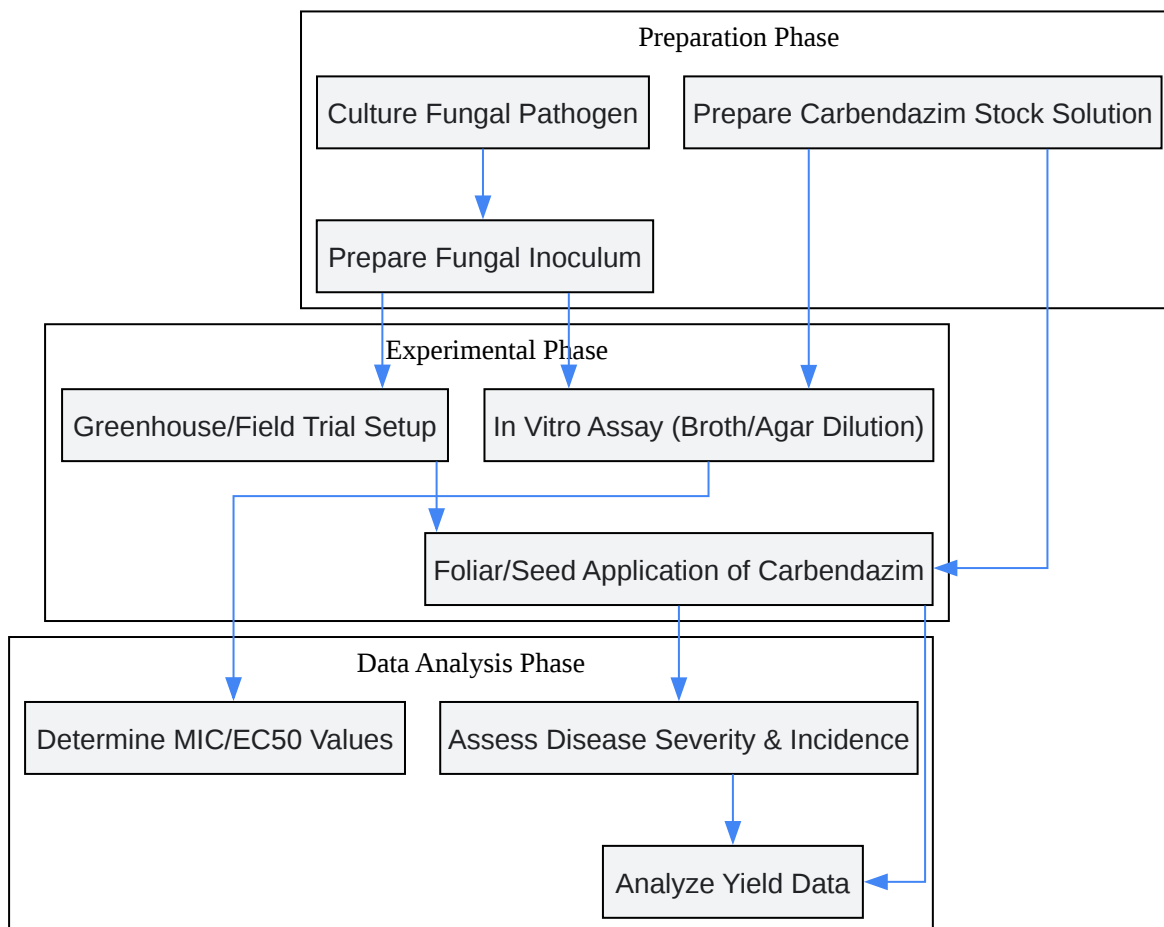 Preparation Phase
Culture Fungal Pathogen
Prepare Carbendazim Stock Solution
Prepare Fungal Inoculum
Experimental Phase
Greenhouse/Field Trial Setup
In Vitro Assay (Broth/Agar Dilution)
Foliar/Seed Application of Carbendazim
Data Analysis Phase
Determine MIC/EC50 Values
Assess Disease Severity & Incidence
Analyze Yield Data